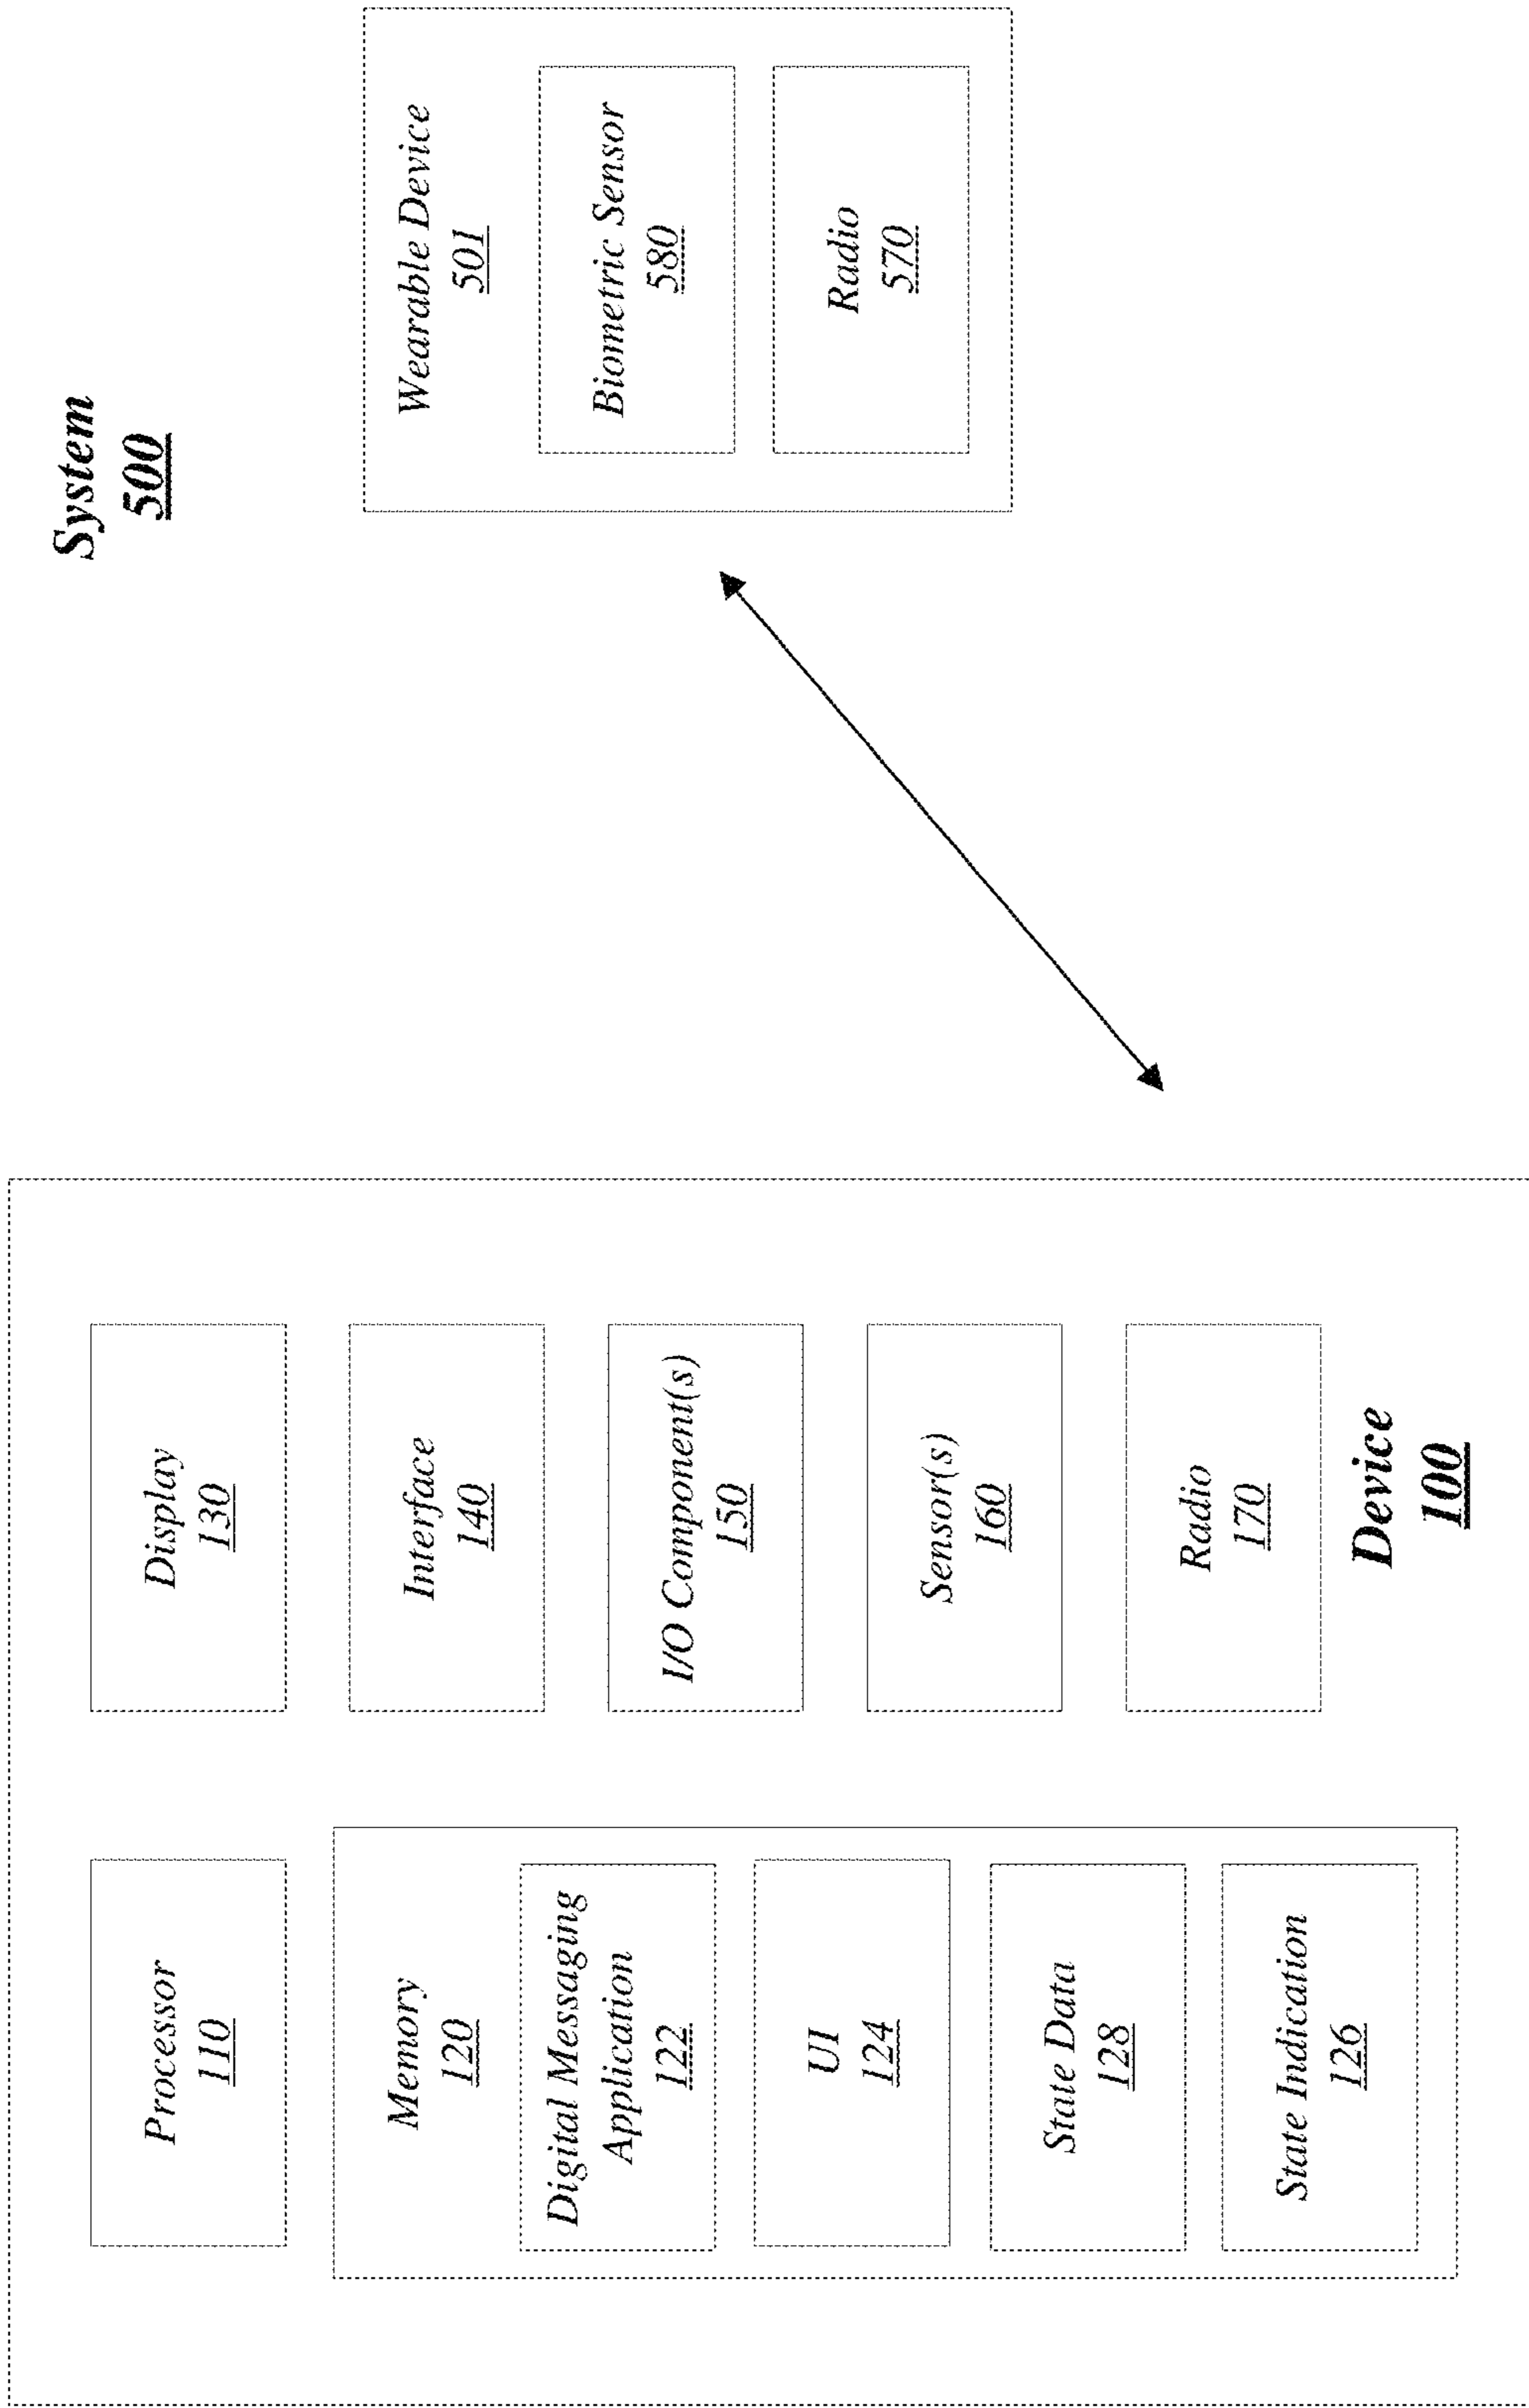 System
500
Processor
110
Memory
120
Digital Messaging
Application
122
UI
124
State Data
128
State Indication
126
Display
130
Interface
140
I/O Component(s)
150
Sensor(s)
160
Radio
170
Device
100
Wearable Device
501
Biometric Sensor
580
Radio
570